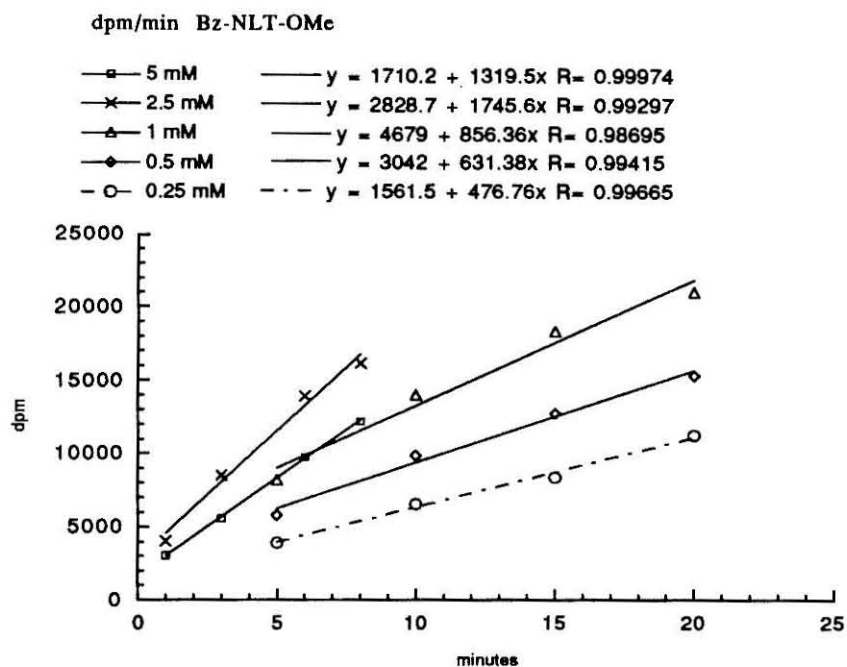 dpm/min Bz-NLT-OMe
5 mM y = 1710.2 + 1319.5x R= 0.99974
2.5 mM y = 2828.7 + 1745.6x R= 0.99297
1 mM y = 4679 + 856.36x R= 0.98695
0.5 mM y = 3042 + 631.38x R= 0.99415
0.25 mM y = 1561.5 + 476.76x R= 0.99665
25000
20000
15000
10000
5000
0
dpm
0 5 10 15 20 25
minutes